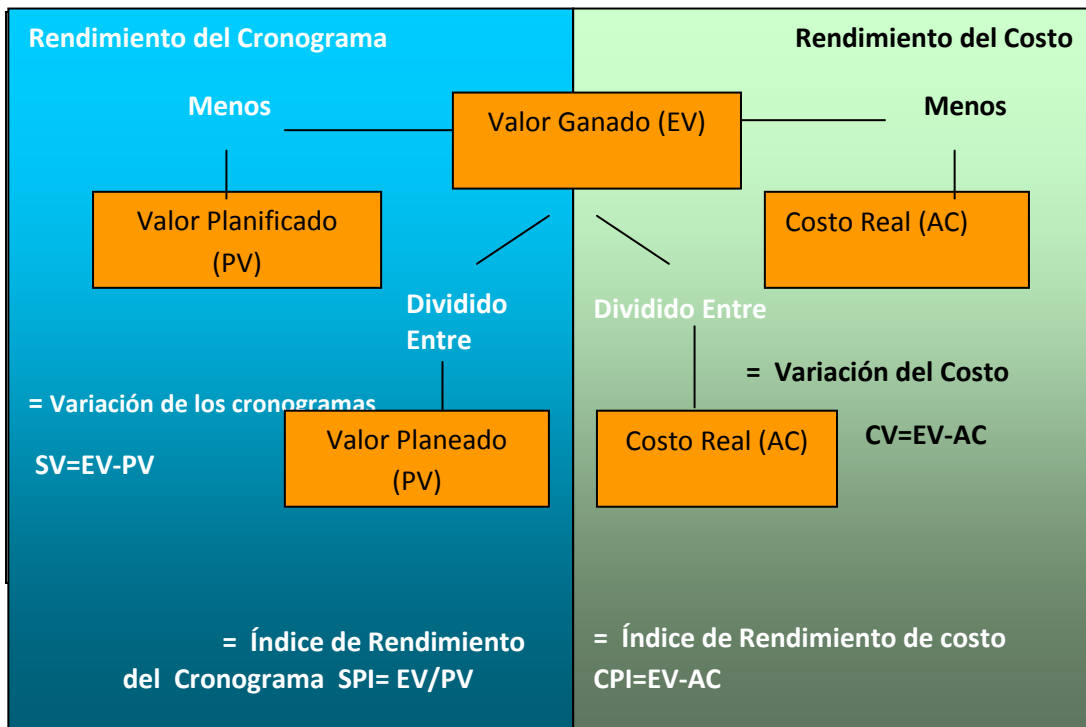 Rendimiento del Cronograma
Rendimiento del Costo
Menos
Valor Ganado (EV)
Menos
Valor Planificado
(PV)
Costo Real (AC)
Dividido
Entre
Dividido Entre
= Variación del Costo
= Variación de los cronogramas
Valor Planeado
(PV)
Costo Real (AC)
CV=EV-AC
SV=EV-PV
= Índice de Rendimiento
del Cronograma SPI= EV/PV
= Índice de Rendimiento de costo
CPI=EV-AC